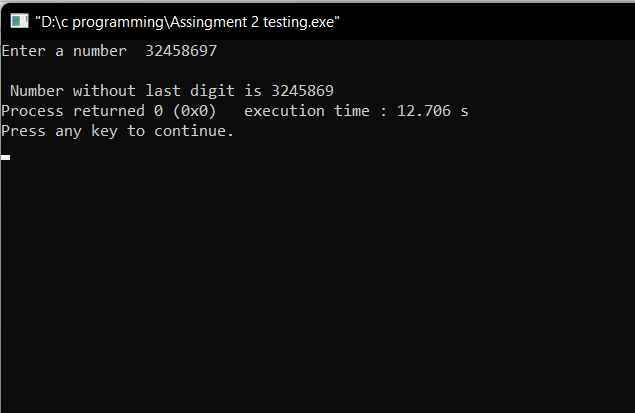 "D:\c programming\Assingment 2 testing.exe"
Enter a number  32458697
Number without last digit is 3245869
Process returned 0 (0x0)   execution time : 12.706 s
Press any key to continue.